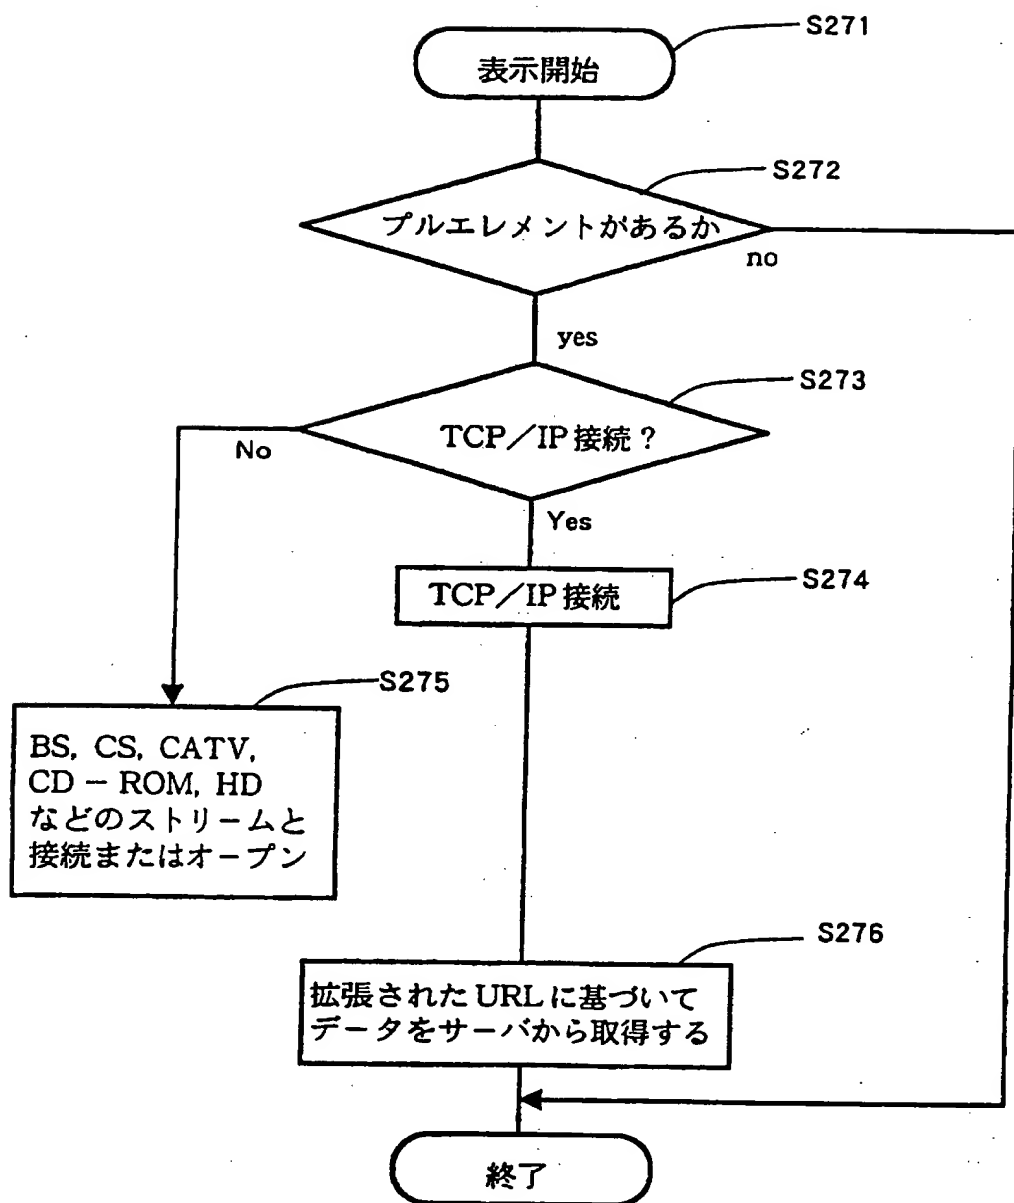 S271
表示開始
S272
プルエレメントがあるか
no
yes
S273
TCP/IP接続?
No
Yes
S274
TCP/IP接続
S275
BS, CS, CATV,
CD-ROM, HD
などのストリームと
接続またはオープン
S276
拡張されたURLに基づいて
データをサーバから取得する
終了